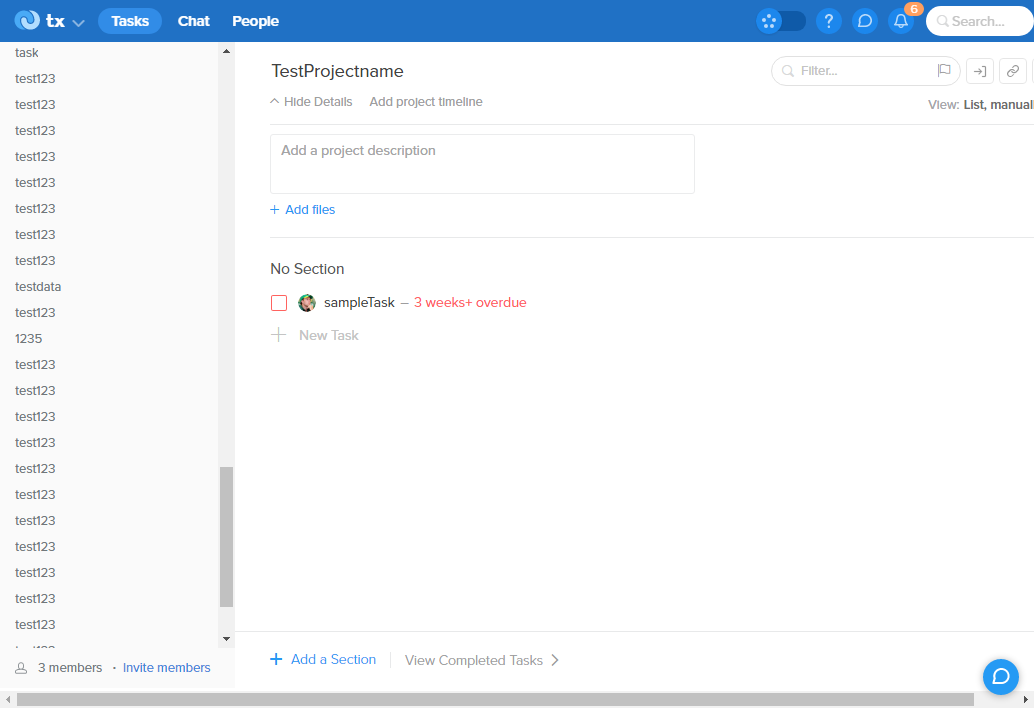 tx Tasks Chat People ? 6 Search...
task
test123
test123
test123
test123
test123
test123
test123
test123
testdata
test123
1235
test123
test123
test123
test123
test123
test123
test123
test123
test123
test123
test123
3 members · Invite members
TestProjectname
Filter...
Hide Details Add project timeline
View: List, manuall
Add a project description
+ Add files
No Section
sampleTask – 3 weeks+ overdue
New Task
+ Add a Section
View Completed Tasks >